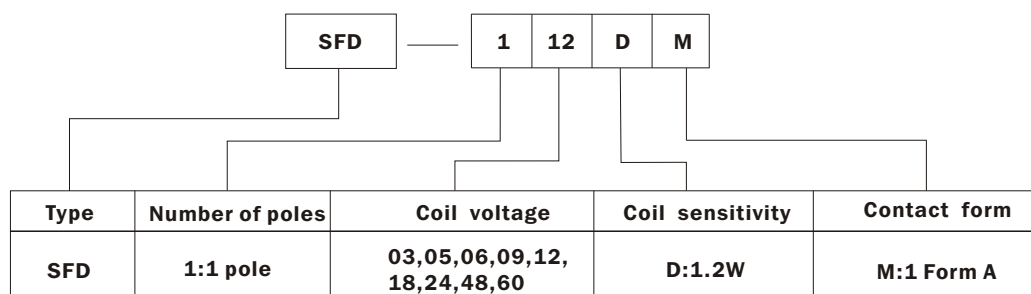 SFD — 1 12 D M
Type Number of poles Coil voltage Coil sensitivity Contact form
SFD 1:1 pole 03,05,06,09,12, D:1.2W M:1 Form A
18,24,48,60